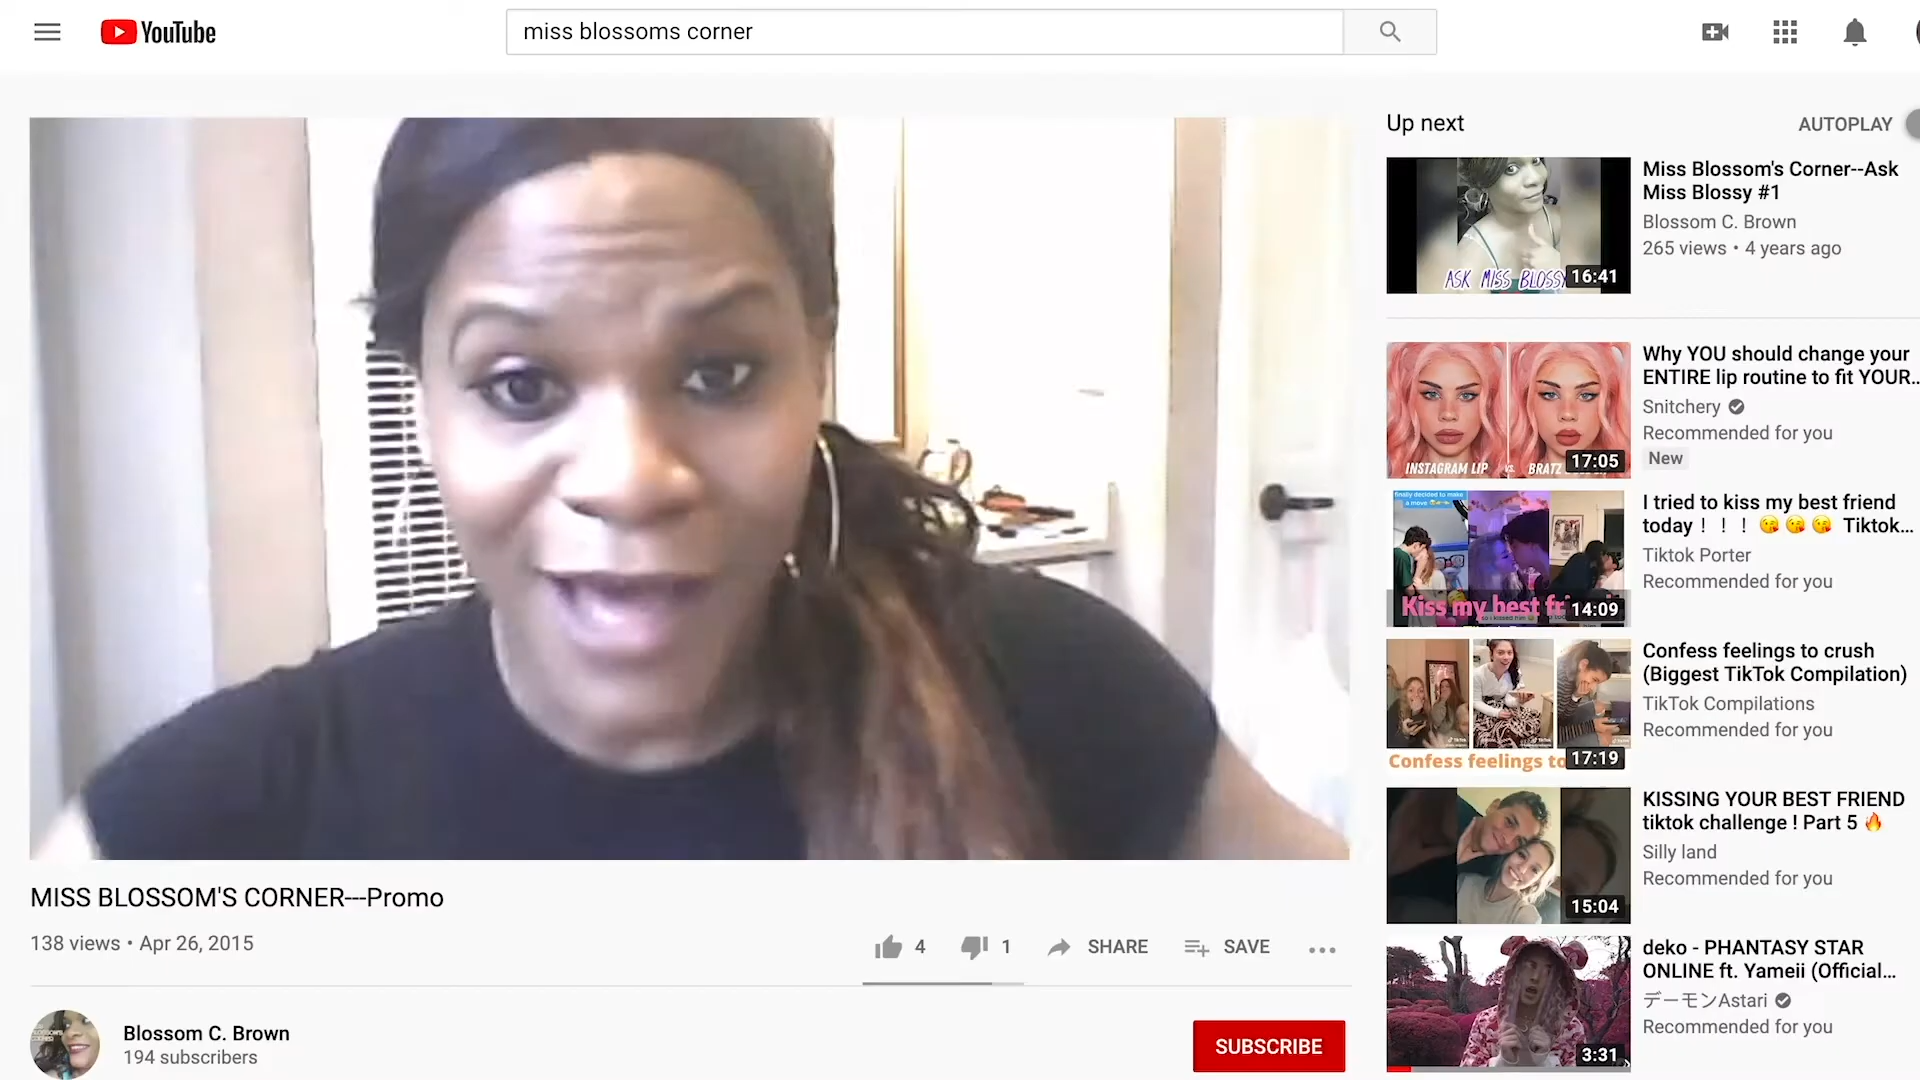 YouTube
miss blossoms corner
Up next
AUTOPLAY
ASK MISS BLOSSY
16:41
Miss Blossom's Corner--Ask
Miss Blossy #1
Blossom C. Brown
265 views • 4 years ago
INSTAGRAM LIP VS. BRATZ
17:05
Why YOU should change your
ENTIRE lip routine to fit YOUR...
Snitchery
Recommended for you
New
finally decided to make
a move
Kiss my best fr
14:09
I tried to kiss my best friend
today！！！ 😘 😘 😘 Tiktok...
Tiktok Porter
Recommended for you
Confess feelings to
17:19
Confess feelings to crush
(Biggest TikTok Compilation)
TikTok Compilations
Recommended for you
15:04
KISSING YOUR BEST FRIEND
tiktok challenge ! Part 5 🔥
Silly land
Recommended for you
3:31
deko - PHANTASY STAR
ONLINE ft. Yameii (Official...
デーモンAstari
Recommended for you
MISS BLOSSOM'S CORNER---Promo
138 views • Apr 26, 2015
4
1
SHARE
SAVE
Blossom C. Brown
194 subscribers
SUBSCRIBE